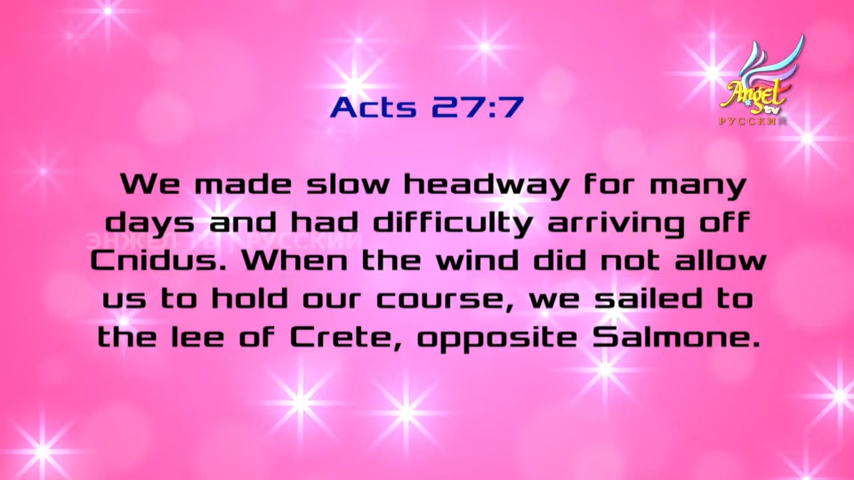 Angel
tv
РУССКИЙ
Acts 27:7
We made slow headway for many
days and had difficulty arriving off
Cnidus. When the wind did not allow
us to hold our course, we sailed to
the lee of Crete, opposite Salmone.